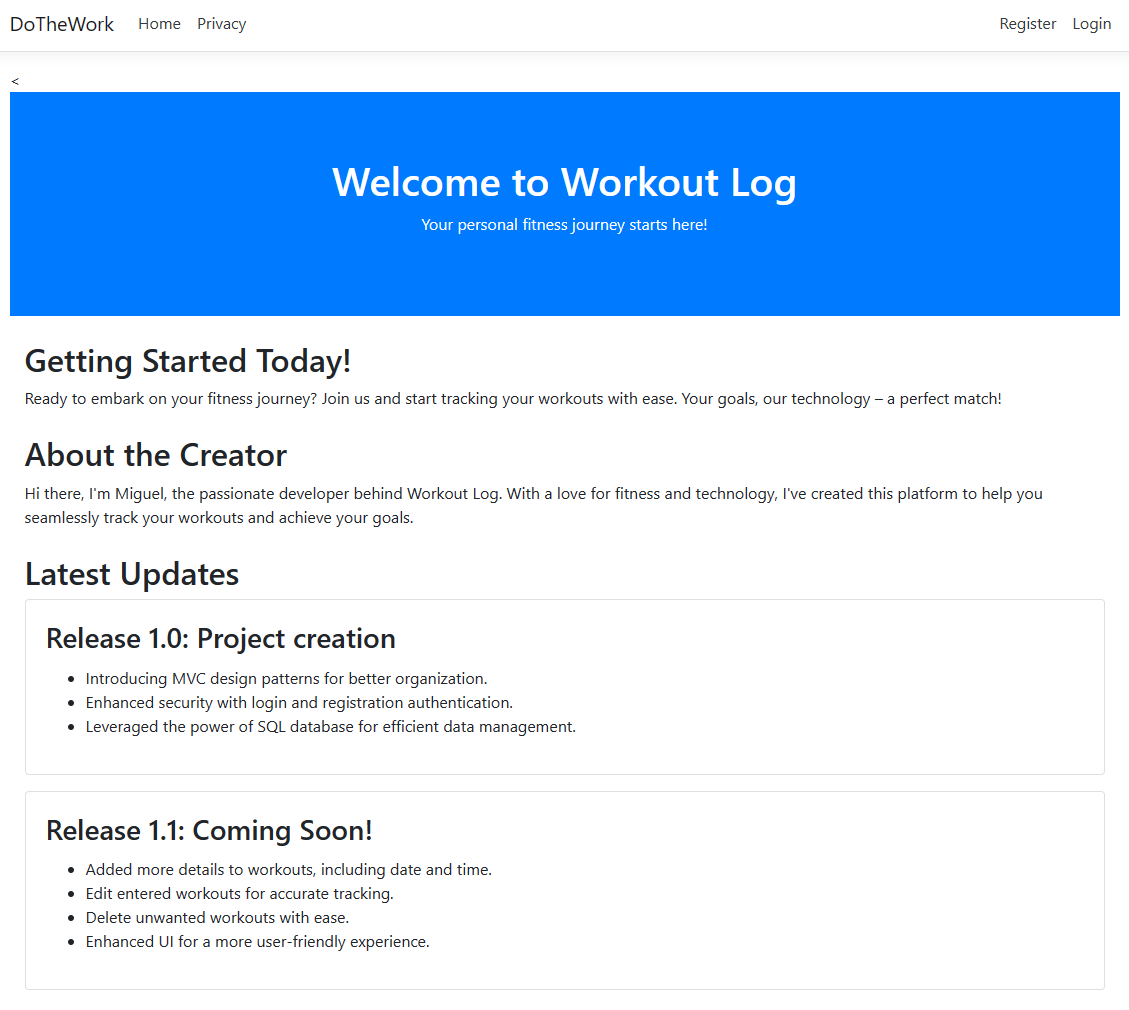 DoTheWork Home Privacy Register Login
<
Welcome to Workout Log
Your personal fitness journey starts here!
Getting Started Today!
Ready to embark on your fitness journey? Join us and start tracking your workouts with ease. Your goals, our technology – a perfect match!
About the Creator
Hi there, I'm Miguel, the passionate developer behind Workout Log. With a love for fitness and technology, I've created this platform to help you
seamlessly track your workouts and achieve your goals.
Latest Updates
Release 1.0: Project creation
• Introducing MVC design patterns for better organization.
• Enhanced security with login and registration authentication.
• Leveraged the power of SQL database for efficient data management.
Release 1.1: Coming Soon!
• Added more details to workouts, including date and time.
• Edit entered workouts for accurate tracking.
• Delete unwanted workouts with ease.
• Enhanced UI for a more user-friendly experience.